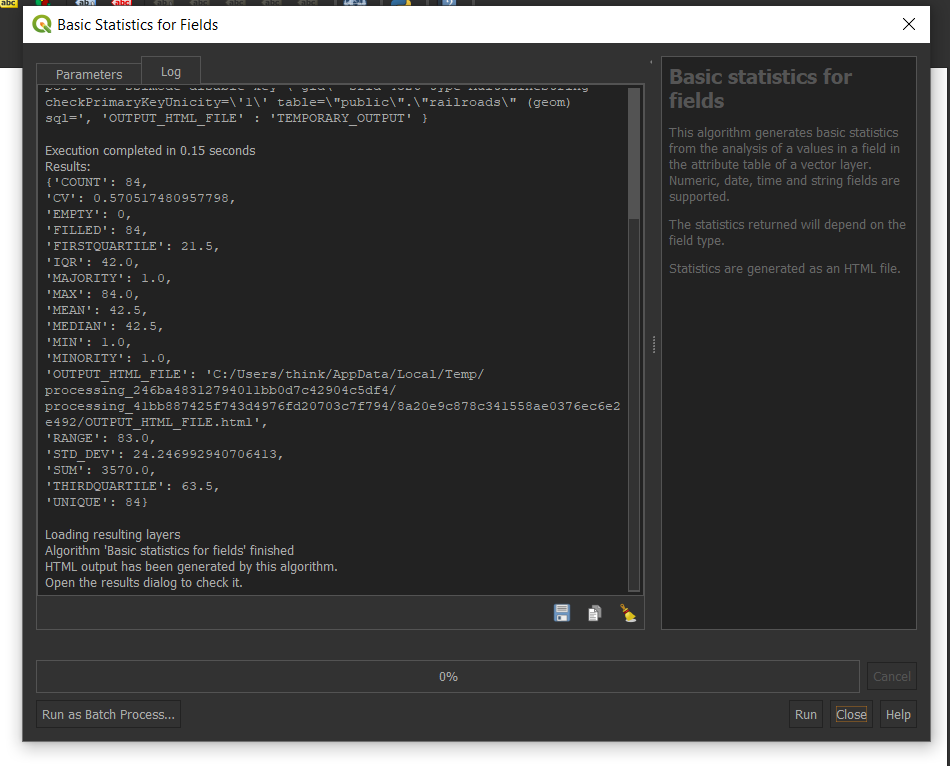 Basic Statistics for Fields
Parameters
Log
checkPrimaryKeyUnicity=\'1\' table=\"public\".\"railroads\" (geom)
sql=', 'OUTPUT_HTML_FILE' : 'TEMPORARY_OUTPUT' }
Execution completed in 0.15 seconds
Results:
{'COUNT': 84,
'CV': 0.570517480957798,
'EMPTY': 0,
'FILLED': 84,
'FIRSTQUARTILE': 21.5,
'IQR': 42.0,
'MAJORITY': 1.0,
'MAX': 84.0,
'MEAN': 42.5,
'MEDIAN': 42.5,
'MIN': 1.0,
'MINORITY': 1.0,
'OUTPUT_HTML_FILE': 'C:/Users/think/AppData/Local/Temp/
processing_246ba48312794011bb0d7c42904c5df4/
processing_41bb887425f743d4976fd20703c7f794/8a20e9c878c341558ae0376ec6e2
e492/OUTPUT_HTML_FILE.html',
'RANGE': 83.0,
'STD_DEV': 24.246992940706413,
'SUM': 3570.0,
'THIRDQUARTILE': 63.5,
'UNIQUE': 84}
Loading resulting layers
Algorithm 'Basic statistics for fields' finished
HTML output has been generated by this algorithm.
Open the results dialog to check it.
Basic statistics for
fields
This algorithm generates basic statistics
from the analysis of a values in a field in
the attribute table of a vector layer.
Numeric, date, time and string fields are
supported.
The statistics returned will depend on the
field type.
Statistics are generated as an HTML file.
0%
Cancel
Run as Batch Process...
Run
Close
Help